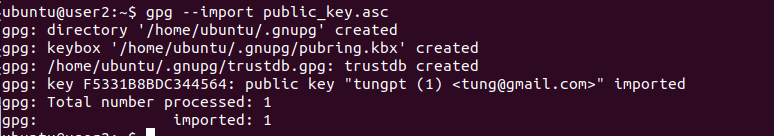 ubuntu@user2:~$ gpg --import public_key.asc
gpg: directory '/home/ubuntu/.gnupg' created
gpg: keybox '/home/ubuntu/.gnupg/pubring.kbx' created
gpg: /home/ubuntu/.gnupg/trustdb.gpg: trustdb created
gpg: key F5331B8BDC344564: public key "tungpt (1) <tung@gmail.com>" imported
gpg: Total number processed: 1
gpg:               imported: 1
ubuntu@user2:~$